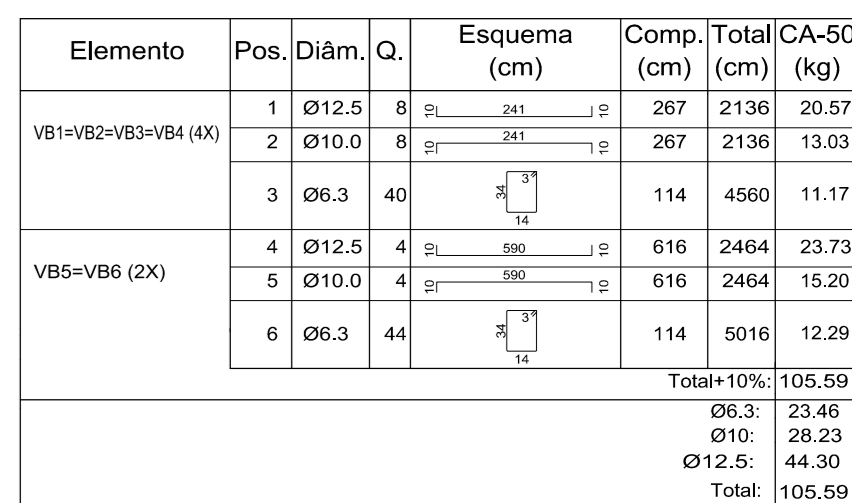 Elemento Pos. Diâm. Q. Esquema (cm) Comp. (cm) Total (cm) CA-50 (kg)
VB1=VB2=VB3=VB4 (4X)
1 Ø12.5 8 10 241 10 267 2136 20.57
2 Ø10.0 8 10 241 10 267 2136 13.03
3 Ø6.3 40 34 3 14 114 4560 11.17
VB5=VB6 (2X)
4 Ø12.5 4 10 590 10 616 2464 23.73
5 Ø10.0 4 10 590 10 616 2464 15.20
6 Ø6.3 44 34 3 14 114 5016 12.29
Total+10%: 105.59
Ø6.3: 23.46
Ø10: 28.23
Ø12.5: 44.30
Total: 105.59